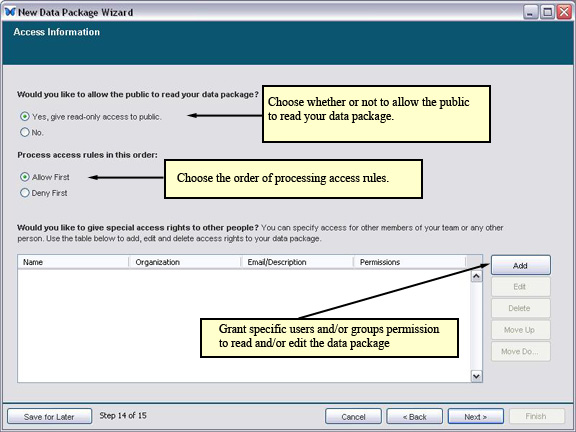 New Data Package Wizard
Access Information
Would you like to allow the public to read your data package?
Yes, give read-only access to public.
No.
Choose whether or not to allow the public
to read your data package.
Process access rules in this order:
Allow First
Deny First
Choose the order of processing access rules.
Would you like to give special access rights to other people? You can specify access for other members of your team or any other
person. Use the table below to add, edit and delete access rights to your data package.
Name Organization Email/Description Permissions
Add
Edit
Delete
Move Up
Move Do...
Grant specific users and/or groups permission
to read and/or edit the data package
Save for Later Step 14 of 15 Cancel < Back Next > Finish